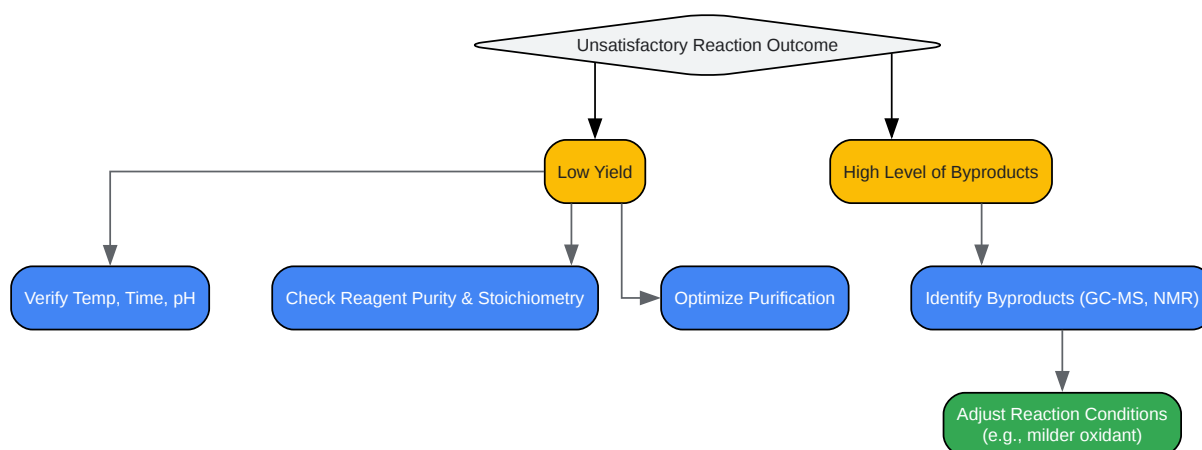 Unsatisfactory Reaction Outcome
Low Yield
High Level of Byproducts
Verify Temp, Time, pH
Check Reagent Purity & Stoichiometry
Optimize Purification
Identify Byproducts (GC-MS, NMR)
Adjust Reaction Conditions
(e.g., milder oxidant)